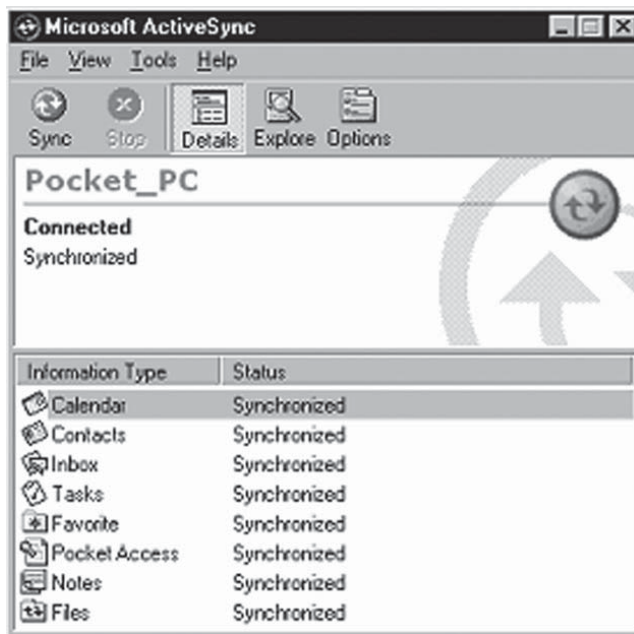 Microsoft ActiveSync
File View Tools Help
Sync Stop Details Explore Options
Pocket_PC
Connected
Synchronized
Information Type Status
Calendar Synchronized
Contacts Synchronized
Inbox Synchronized
Tasks Synchronized
Favorite Synchronized
Pocket Access Synchronized
Notes Synchronized
Files Synchronized